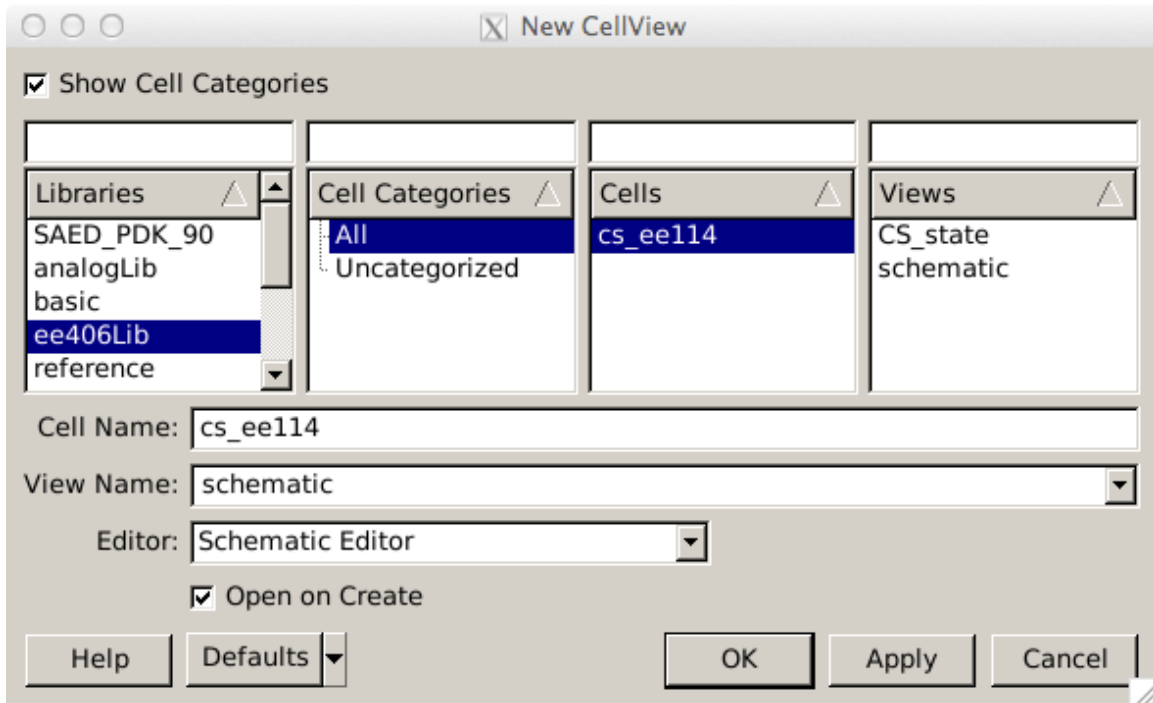 New CellView
Show Cell Categories
Libraries Cell Categories Cells Views
SAED_PDK_90 All cs_ee114 CS_state
analogLib Uncategorized schematic
basic
ee406Lib
reference
Cell Name: cs_ee114
View Name: schematic
Editor: Schematic Editor
Open on Create
Help Defaults OK Apply Cancel